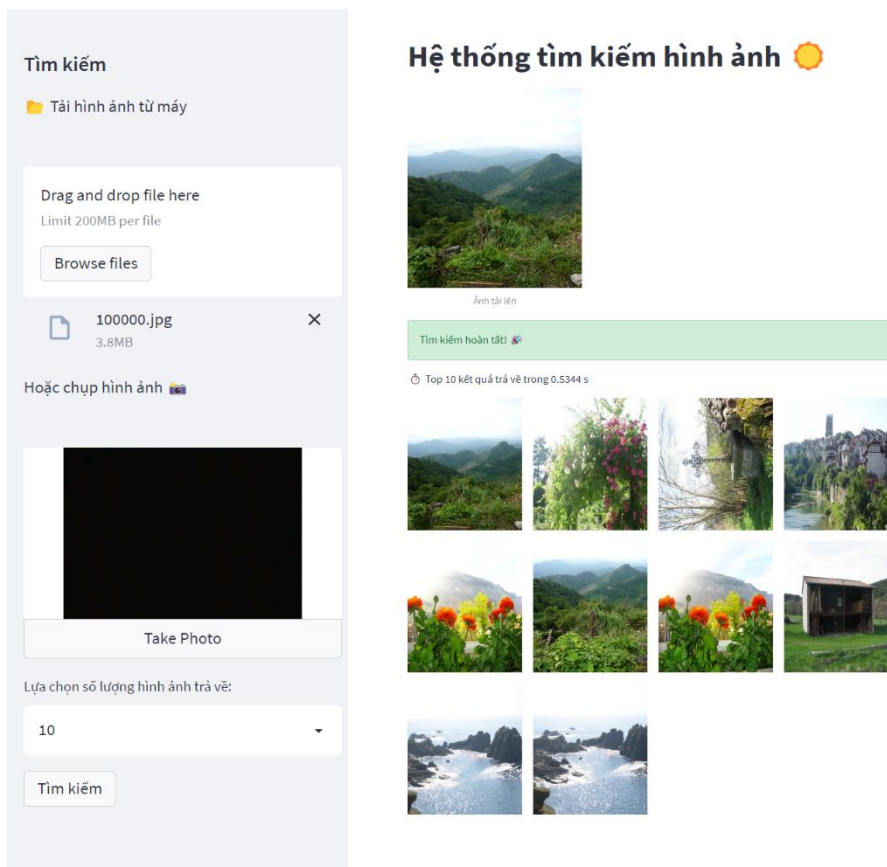 Tìm kiếm
📂 Tải hình ảnh từ máy
Drag and drop file here
Limit 200MB per file
Browse files
100000.jpg
3.8MB
Hoặc chụp hình ảnh 📸
Take Photo
Lựa chọn số lượng hình ảnh trả về:
10
Tìm kiếm
Hệ thống tìm kiếm hình ảnh 🌞
Ảnh tải lên
Tìm kiếm hoàn tất! 🎉
⏱ Top 10 kết quả trả về trong 0.5344 s